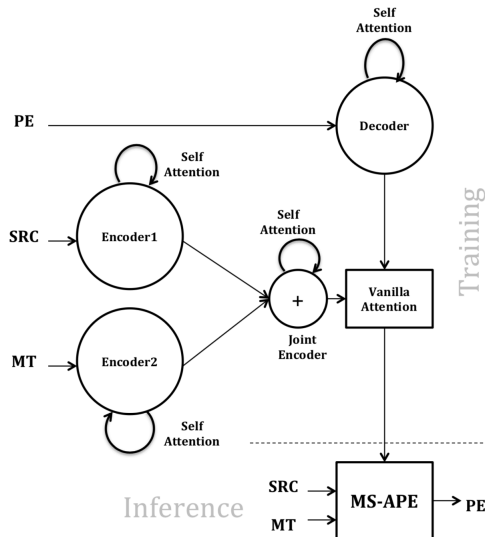 Self
Attention
PE
Decoder
Self
Attention
SRC
Encoder1
Self
Attention
+
Vanilla
Attention
Joint
Encoder
MT
Encoder2
Self
Attention
Training
Inference
SRC
MT
MS-APE
PE